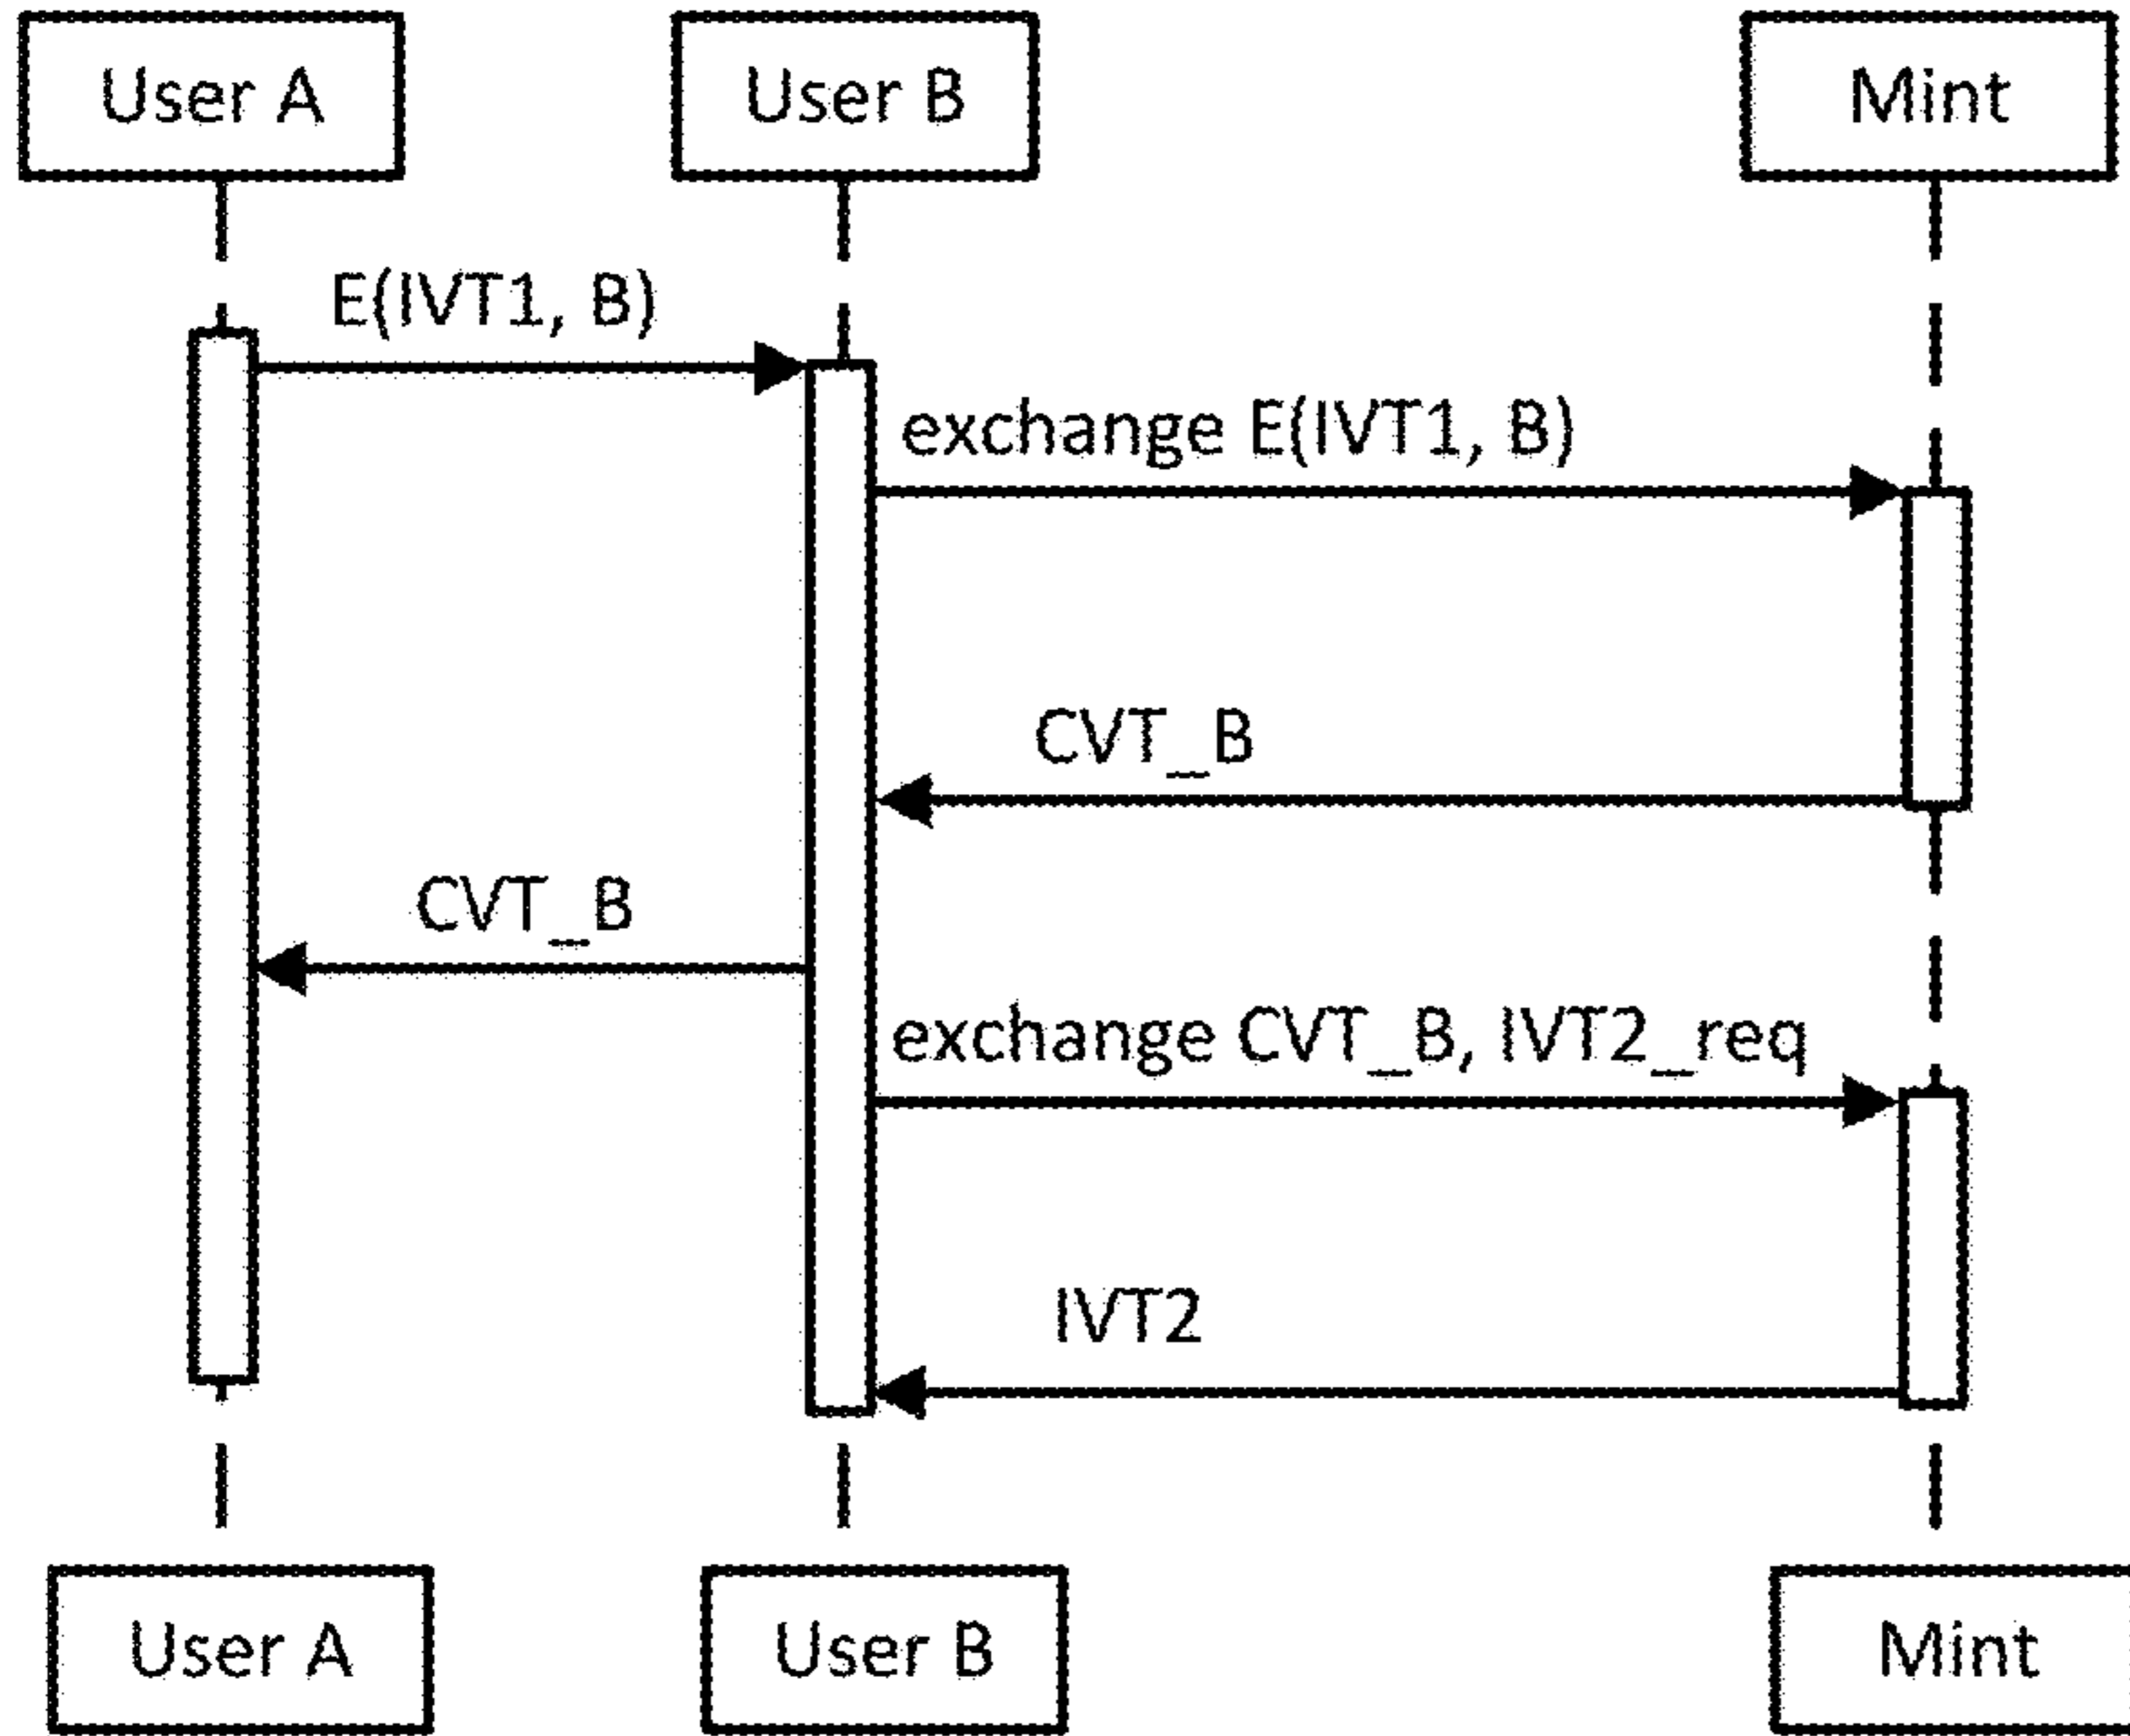 User A
User B
Mint
E(IVT1, B)
exchange E(IVT1, B)
CVT_B
CVT_B
exchange CVT_B, IVT2_req
IVT2
User A
User B
Mint